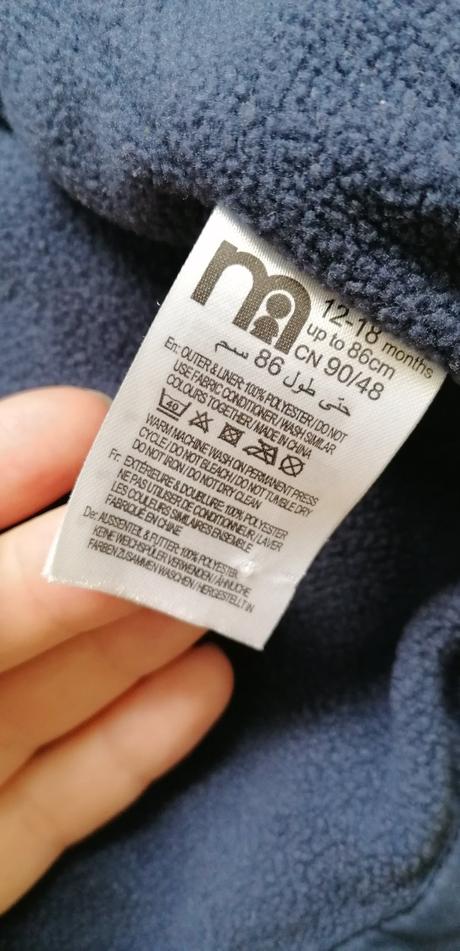 m
12-18 months
up to 86cm
CN 90/48
حتى طول 86 سم
En: OUTER & LINER: 100% POLYESTER / DO NOT
USE FABRIC CONDITIONER / WASH SIMILAR
COLOURS TOGETHER / MADE IN CHINA
40
WARM MACHINE WASH ON PERMANENT PRESS
CYCLE / DO NOT BLEACH / DO NOT TUMBLE DRY
DO NOT IRON / DO NOT DRY CLEAN
Fr: EXTÉRIEURE & DOUBLURE: 100% POLYESTER
NE PAS UTILISER DE CONDITIONNEUR / LAVER
LES COULEURS SIMILAIRES ENSEMBLE
FABRIQUÉ EN CHINE
De: AUSSENTEIL & FUTTER: 100% POLYESTER
KEINE WEICHSPÜLER VERWENDEN / ÄHNLICHE
FARBEN ZUSAMMEN WASCHEN / HERGESTELLT IN